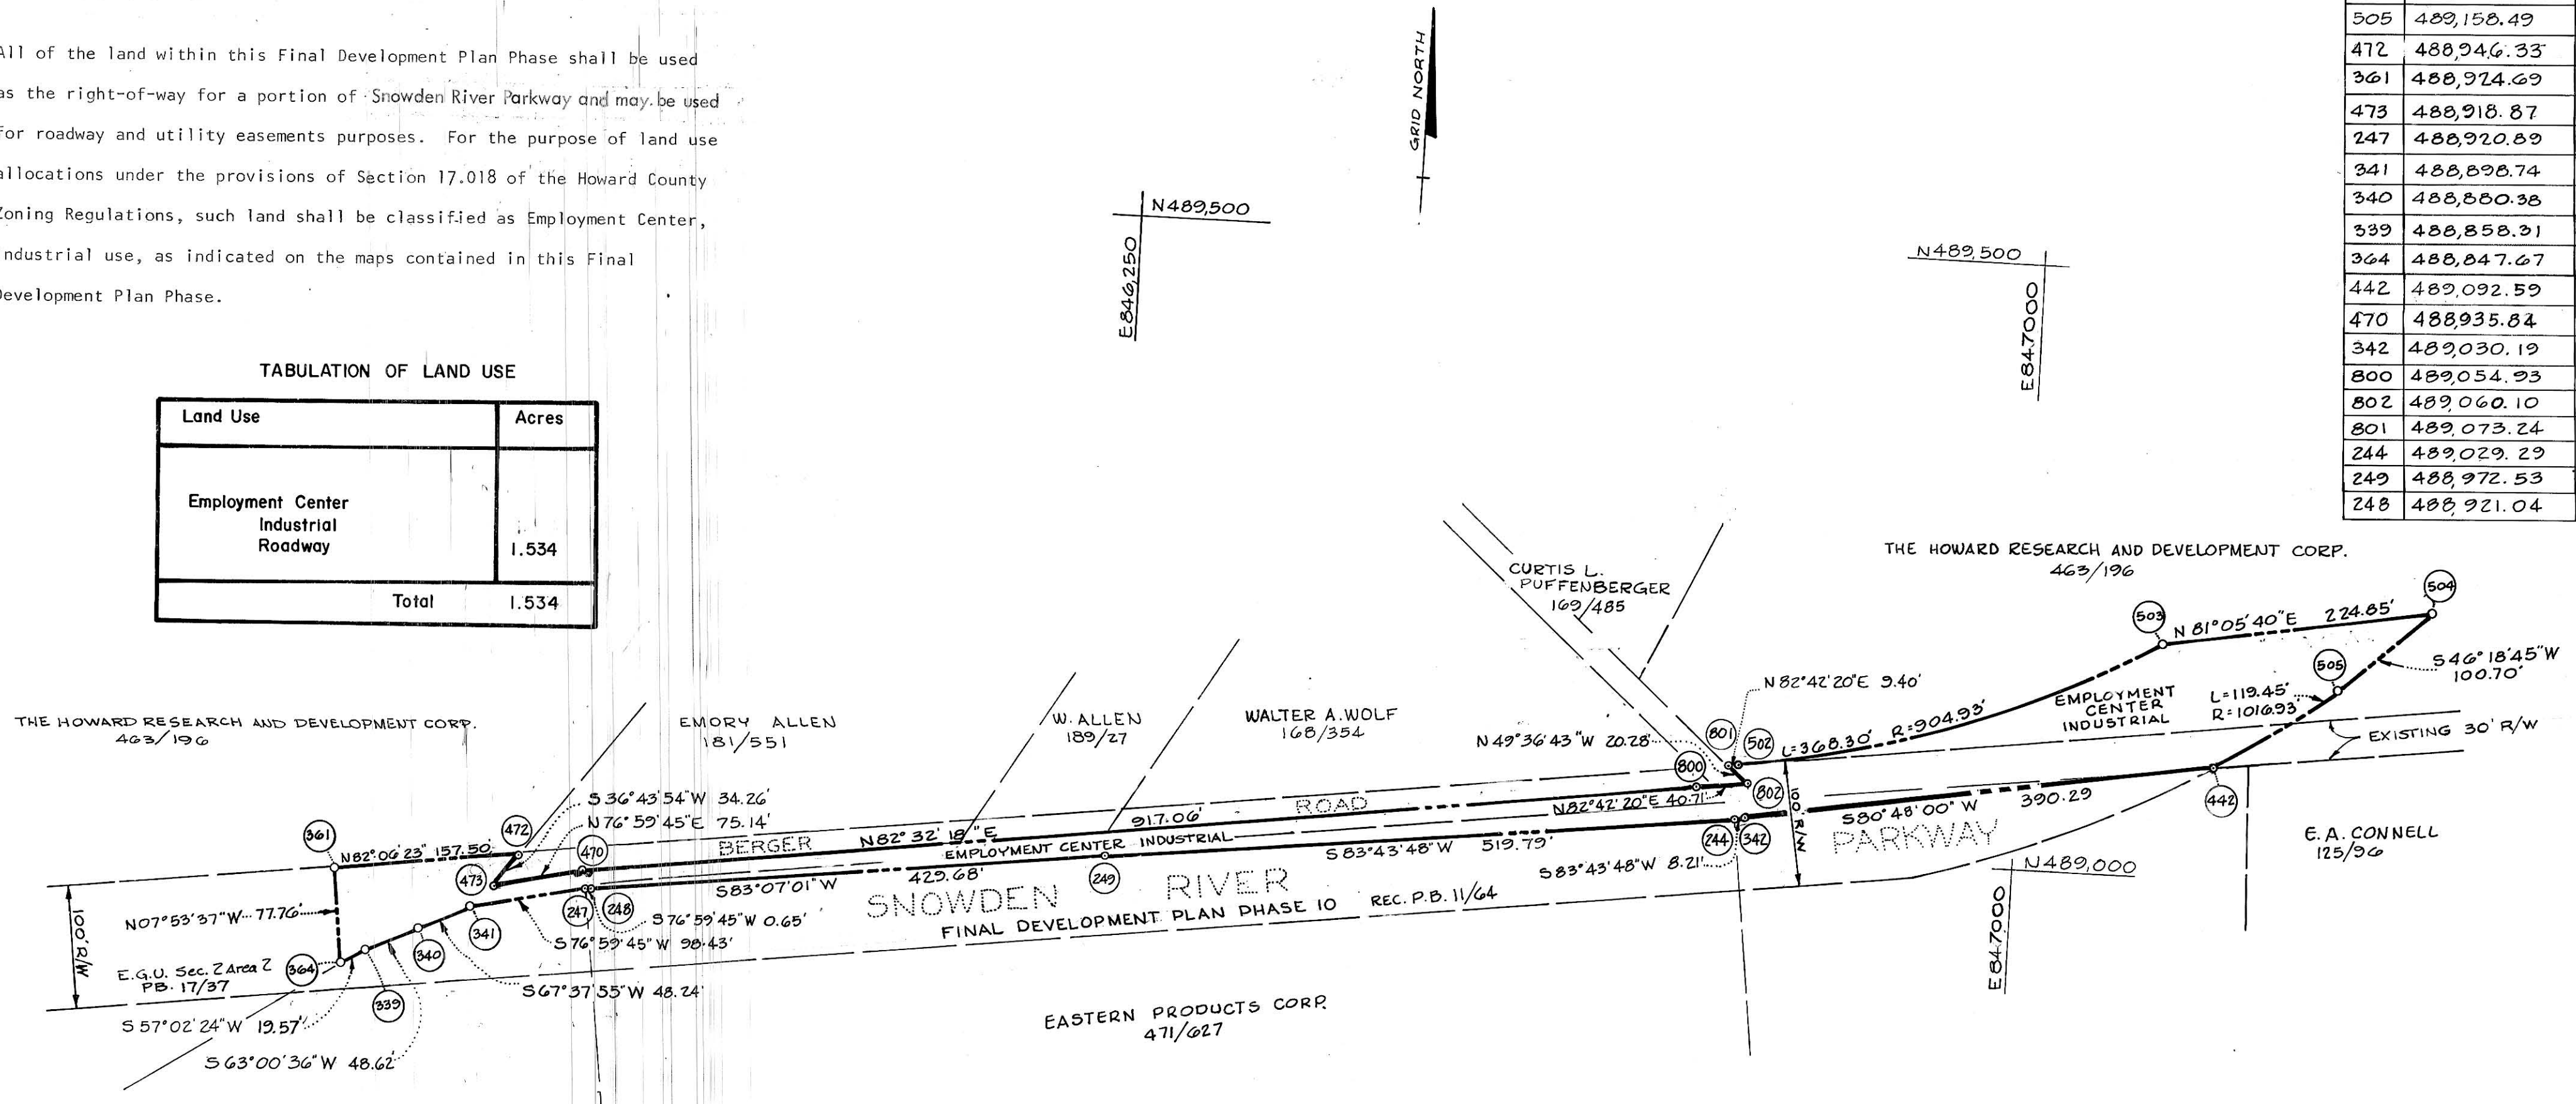 All of the land within this Final Development Plan Phase shall be used
as the right-of-way for a portion of Snowden River Parkway and may be used
for roadway and utility easements purposes. For the purpose of land use
allocations under the provisions of Section 17.018 of the Howard County
Zoning Regulations, such land shall be classified as Employment Center,
Industrial use, as indicated on the maps contained in this Final
Development Plan Phase.
TABULATION OF LAND USE
Land Use Acres
Employment Center
Industrial
Roadway 1.534
Total 1.534
GRID NORTH
N489,500
E846,250
N489,500
E847000
505 489,158.49
472 488,946.33
361 488,924.69
473 488,918.87
247 488,920.89
341 488,898.74
340 488,880.38
339 488,858.31
364 488,847.67
442 489,092.59
470 488,935.84
342 489,030.19
800 489,054.93
802 489,060.10
801 489,073.24
244 489,029.29
249 488,972.53
248 488,921.04
THE HOWARD RESEARCH AND DEVELOPMENT CORP.
463/196
CURTIS L.
PUFFENBERGER
169/485
503
504
N 81°05'40"E 224.85'
S46°18'45"W
100.70'
505
N82°42'20"E 9.40'
EMPLOYMENT
CENTER
INDUSTRIAL
L=119.45'
R=1016.93'
EXISTING 30' R/W
L=368.30' R=904.93'
THE HOWARD RESEARCH AND DEVELOPMENT CORP.
463/196
EMORY ALLEN
181/551
W. ALLEN
189/27
WALTER A. WOLF
168/354
N49°36'43"W 20.28'
801
502
800
802
N82°42'20"E 40.71'
100' R/W
S80°48'00"W 390.29
442
E. A. CONNELL
125/96
N489,000
E847000
S36°43'54"W 34.26'
N76°59'45"E 75.14'
361
472
N82°06'23" 157.50'
473
470
BERGER ROAD
N82°32'18"E 917.06'
EMPLOYMENT CENTER INDUSTRIAL
S83°43'48"W 519.79'
244
342
S83°43'48"W 8.21'
S83°07'01"W 429.68'
249
SNOWDEN RIVER PARKWAY
FINAL DEVELOPMENT PLAN PHASE 10 REC. P.B. 11/64
247
248
S76°59'45"W 0.65'
S76°59'45"W 98.43'
N07°53'37"W 77.76'
100' R/W
341
340
E.G.U. Sec. 2 Area 2
PB. 17/37
364
339
S67°37'55"W 48.24'
S57°02'24"W 19.57'
S63°00'36"W 48.62'
EASTERN PRODUCTS CORP.
471/627